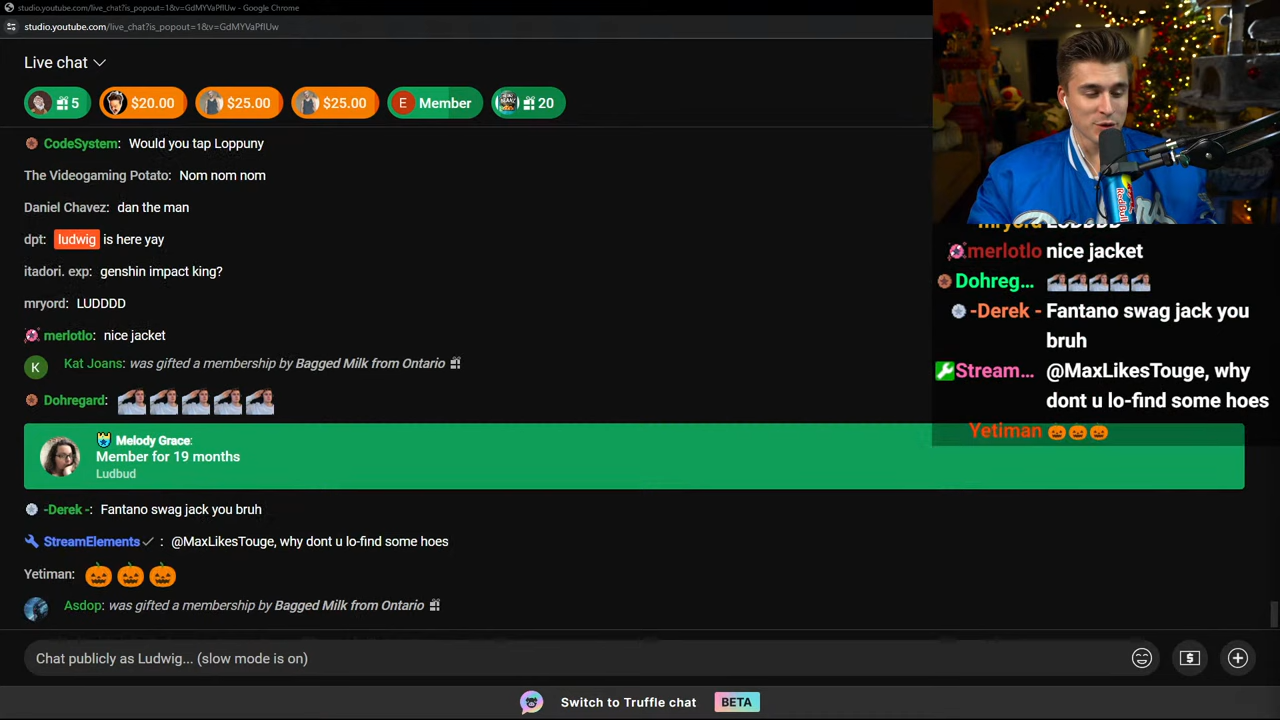 studio.youtube.com/live_chat?is_popout=1&v=GdMYVaPflUw - Google Chrome
studio.youtube.com/live_chat?is_popout=1&v=GdMYVaPflUw
Live chat
5
$20.00
$25.00
$25.00
E Member
20
CodeSystem: Would you tap Loppuny
The Videogaming Potato: Nom nom nom
Daniel Chavez: dan the man
dpt: ludwig is here yay
itadori. exp: genshin impact king?
mryord: LUDDDD
merlotlo: nice jacket
K Kat Joans: was gifted a membership by Bagged Milk from Ontario
Dohregard:
Melody Grace:
Member for 19 months
Ludbud
-Derek -: Fantano swag jack you bruh
StreamElements : @MaxLikesTouge, why dont u lo-find some hoes
Yetiman: 🎃🎃🎃
Asdop: was gifted a membership by Bagged Milk from Ontario
Chat publicly as Ludwig... (slow mode is on)
Switch to Truffle chat BETA
RedBull
mryord LUDDDD
merlotlo nice jacket
Dohreg...
-Derek - Fantano swag jack you
bruh
Stream... @MaxLikesTouge, why
dont u lo-find some hoes
Yetiman 🎃🎃🎃